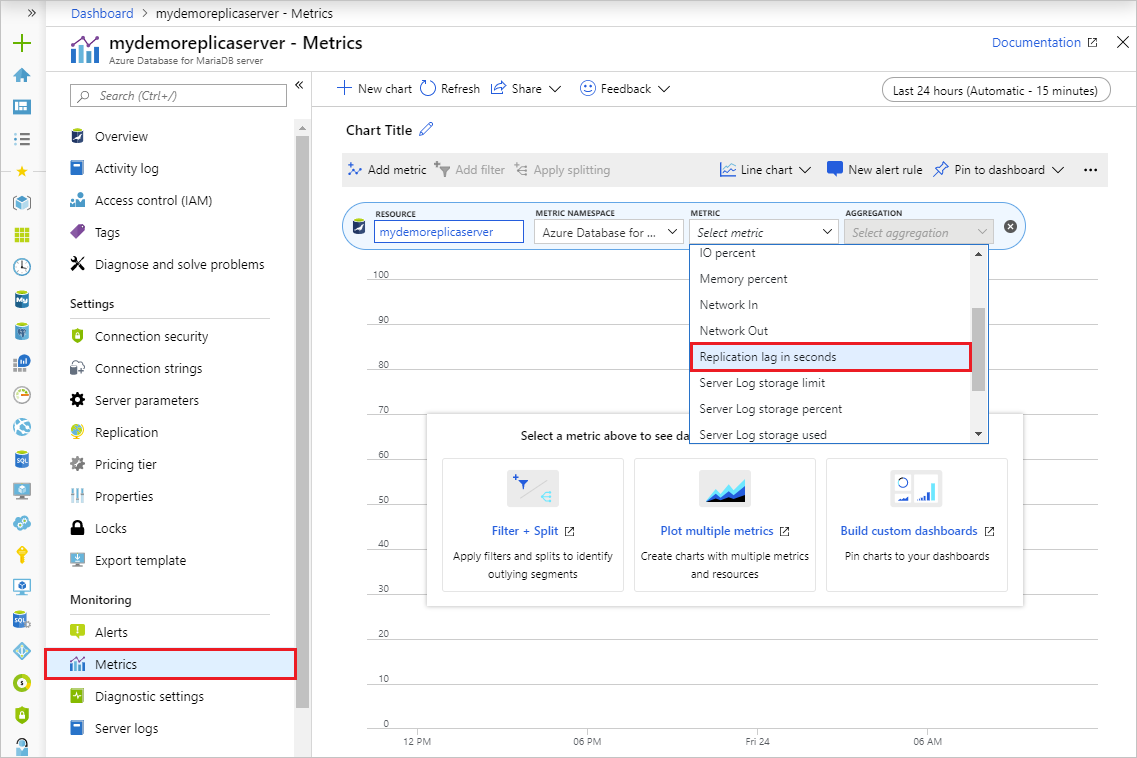 Dashboard > mydemoreplicaserver - Metrics
mydemoreplicaserver - Metrics
Azure Database for MariaDB server
Documentation
Search (Ctrl+/)
Overview
Activity log
Access control (IAM)
Tags
Diagnose and solve problems
Settings
Connection security
Connection strings
Server parameters
Replication
Pricing tier
Properties
Locks
Export template
Monitoring
Alerts
Metrics
Diagnostic settings
Server logs
New chart Refresh Share Feedback
Last 24 hours (Automatic - 15 minutes)
Chart Title
Add metric Add filter Apply splitting Line chart New alert rule Pin to dashboard
RESOURCE METRIC NAMESPACE METRIC AGGREGATION
mydemoreplicaserver Azure Database for ... Select metric Select aggregation
IO percent
Memory percent
Network In
Network Out
Replication lag in seconds
Server Log storage limit
Server Log storage percent
Server Log storage used
100
90
80
70
60
50
40
30
20
10
0
Select a metric above to see da
Filter + Split
Apply filters and splits to identify
outlying segments
Plot multiple metrics
Create charts with multiple metrics
and resources
Build custom dashboards
Pin charts to your dashboards
12 PM 06 PM Fri 24 06 AM